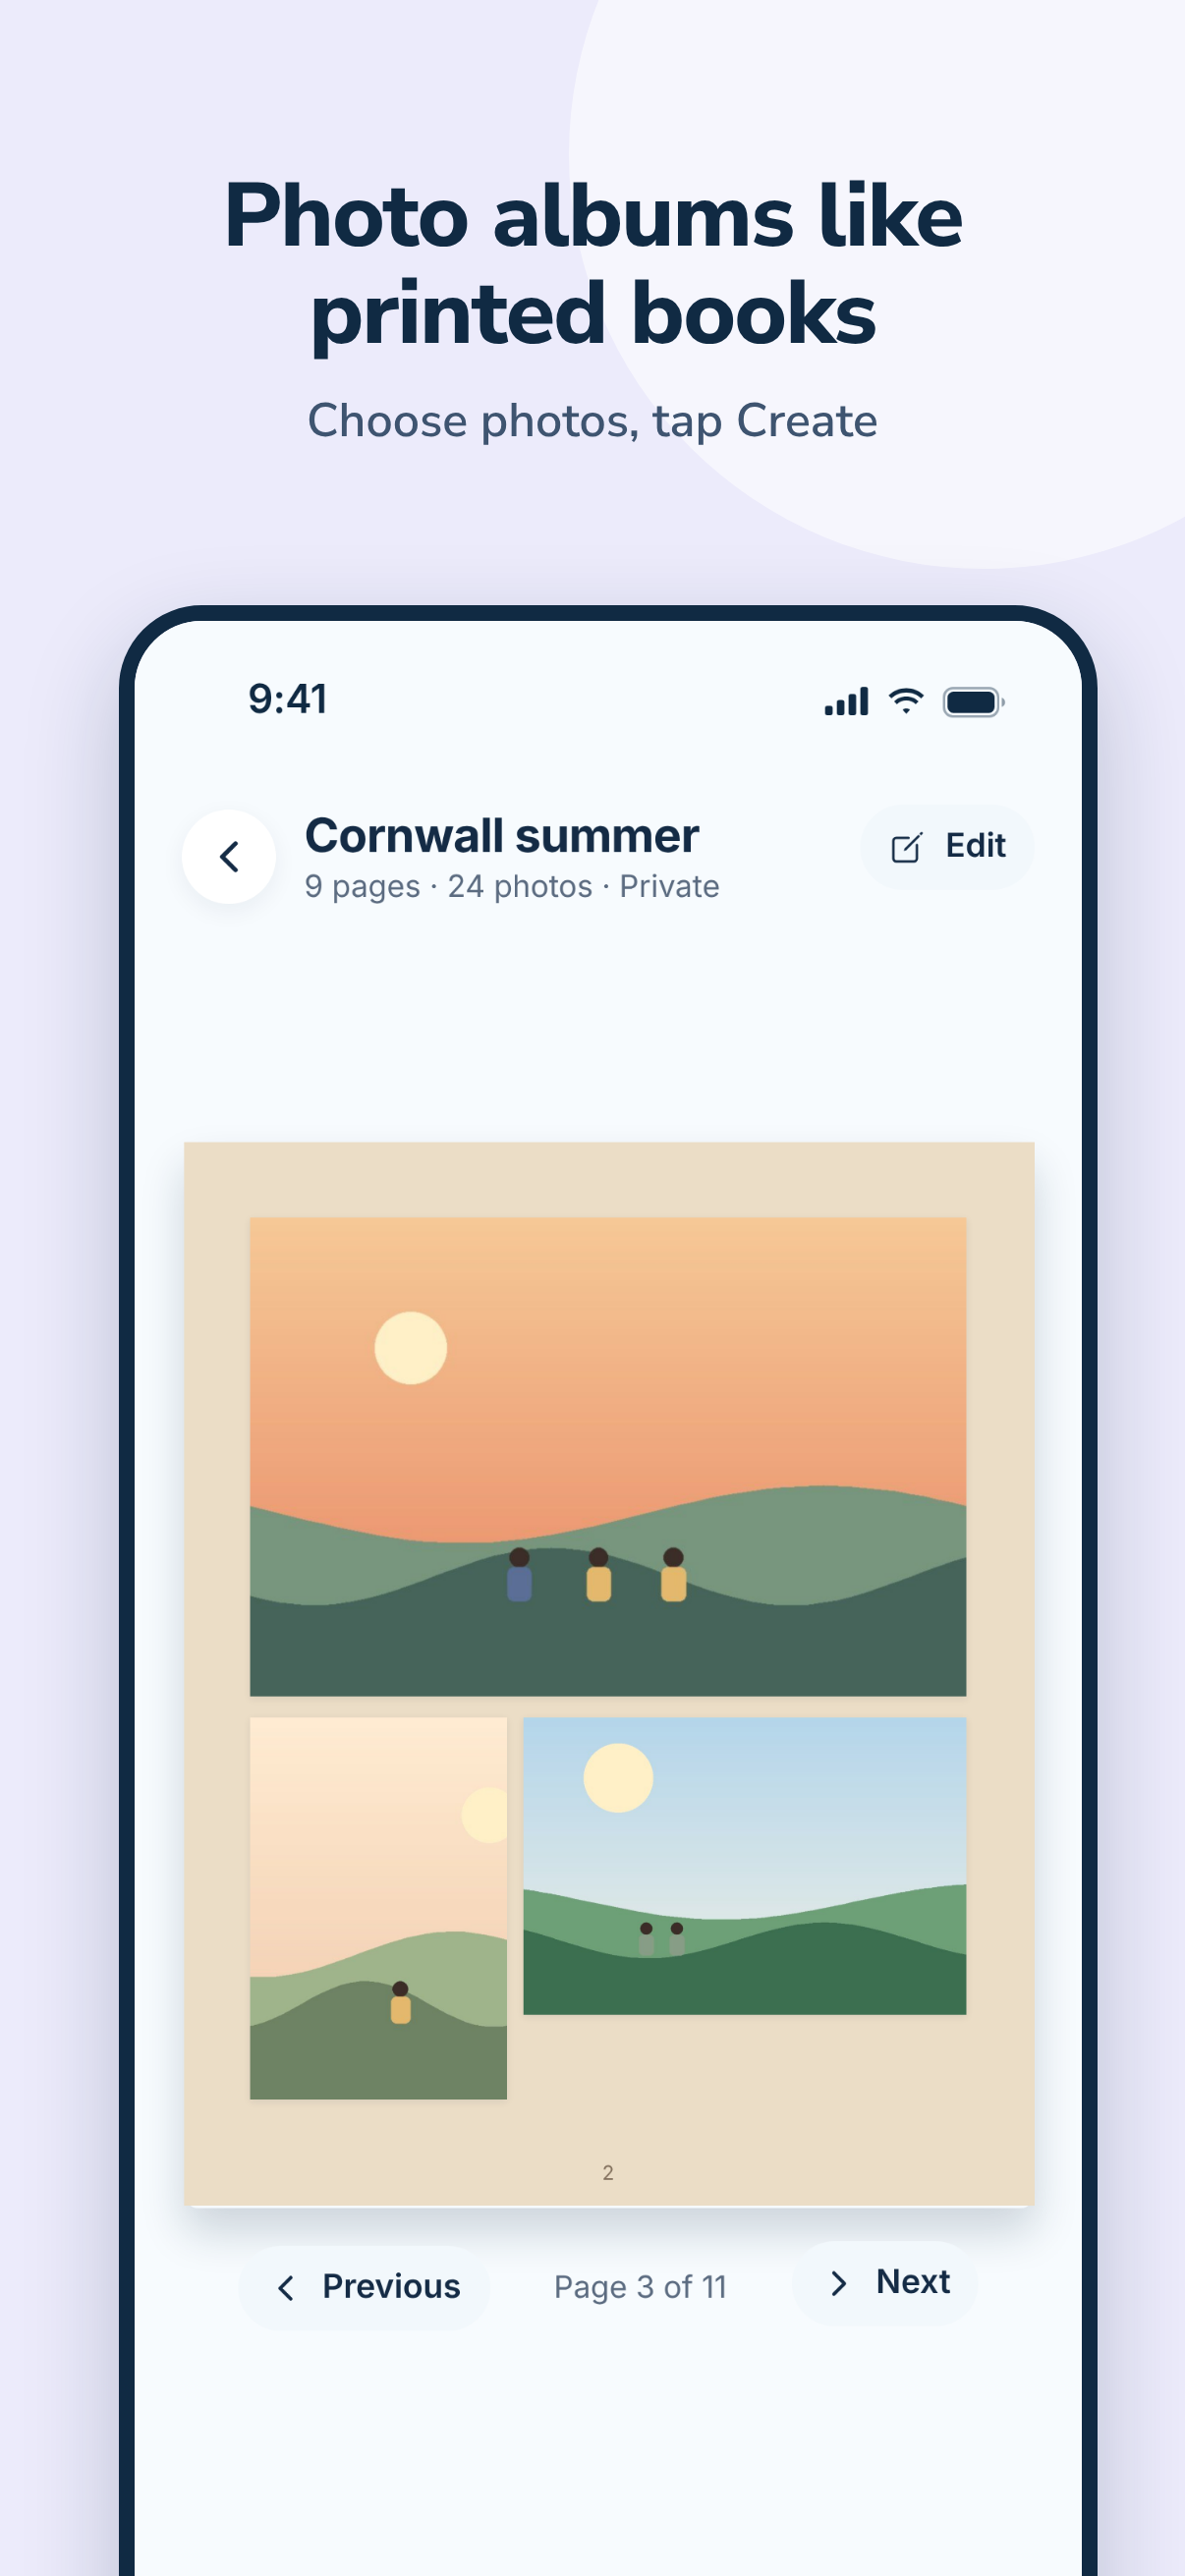 Photo albums like
printed books
Choose photos, tap Create
9:41
Cornwall summer
9 pages · 24 photos · Private
Edit
2
Previous
Page 3 of 11
Next